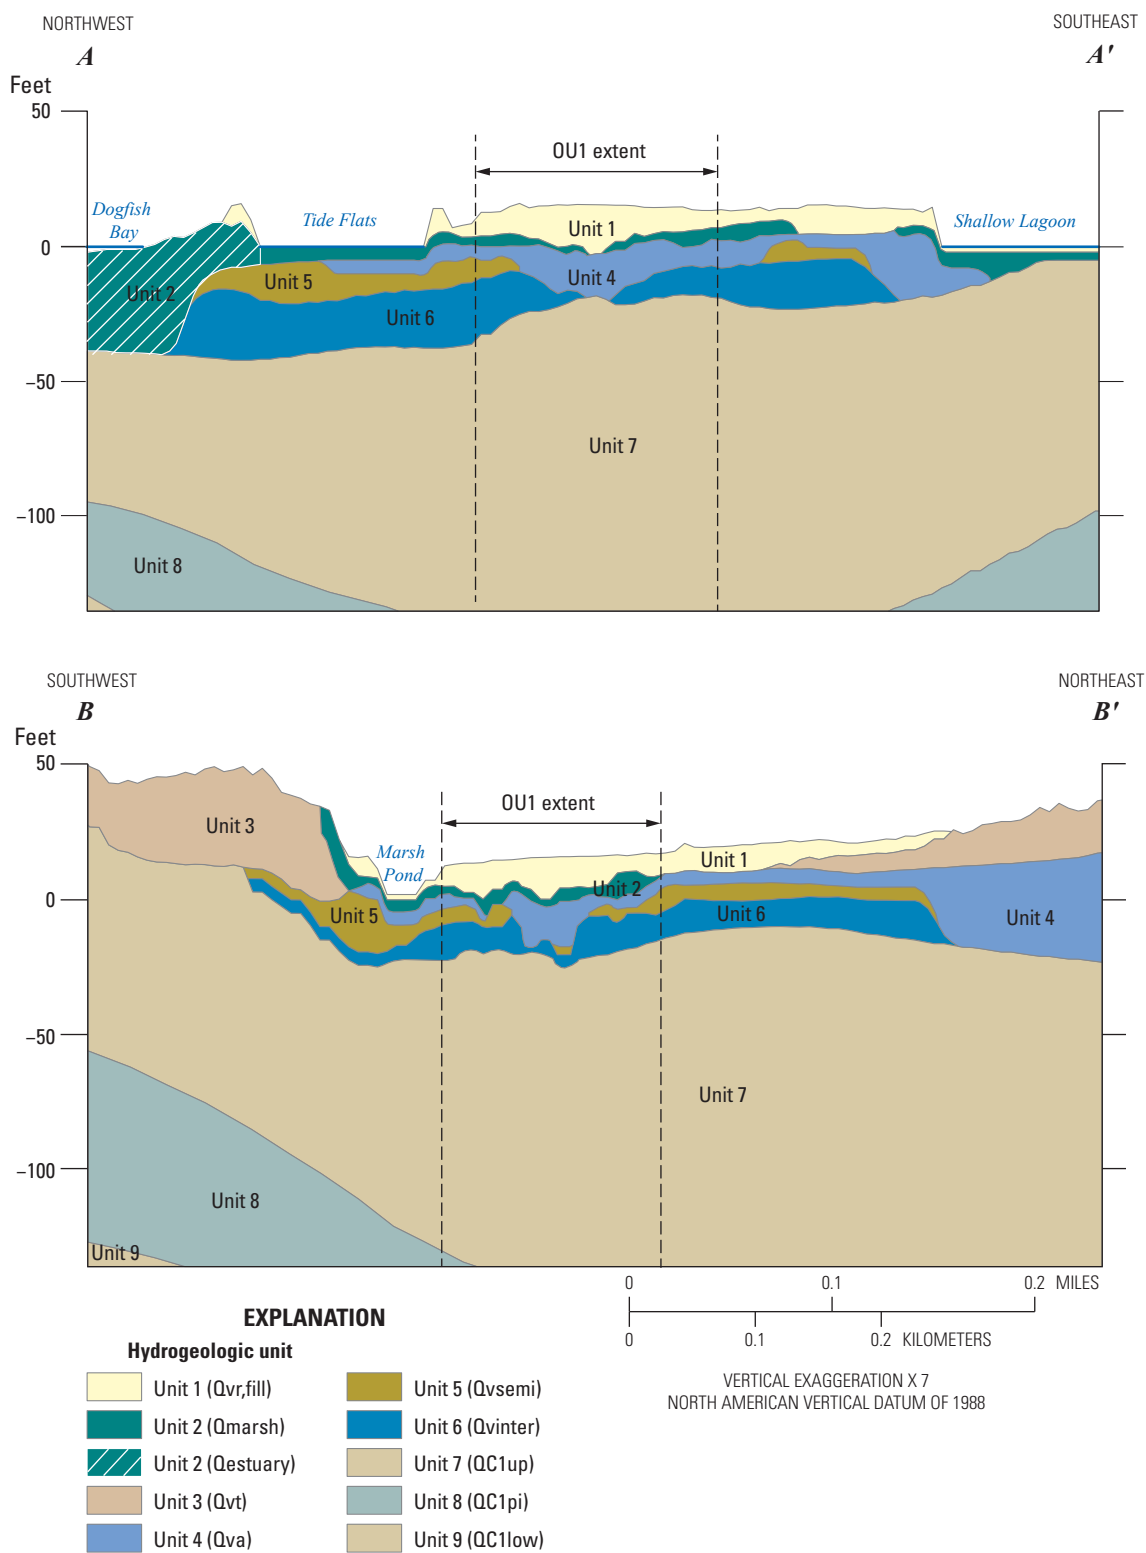 NORTHWEST
SOUTHEAST
A
A'
Feet
50
OU1 extent
Dogfish
Bay
Tide Flats
Unit 1
Shallow Lagoon
0
Unit 2
Unit 5
Unit 4
Unit 6
−50
Unit 7
−100
Unit 8
SOUTHWEST
NORTHEAST
B
B'
Feet
50
OU1 extent
Unit 3
Marsh
Pond
Unit 1
Unit 2
0
Unit 5
Unit 6
Unit 4
−50
Unit 7
−100
Unit 8
Unit 9
0 0.1 0.2 MILES
0 0.1 0.2 KILOMETERS
VERTICAL EXAGGERATION X 7
NORTH AMERICAN VERTICAL DATUM OF 1988
EXPLANATION
Hydrogeologic unit
Unit 1 (Qvr,fill)
Unit 2 (Qmarsh)
Unit 2 (Qestuary)
Unit 3 (Qvt)
Unit 4 (Qva)
Unit 5 (Qvsemi)
Unit 6 (Qvinter)
Unit 7 (QC1up)
Unit 8 (QC1pi)
Unit 9 (QC1low)